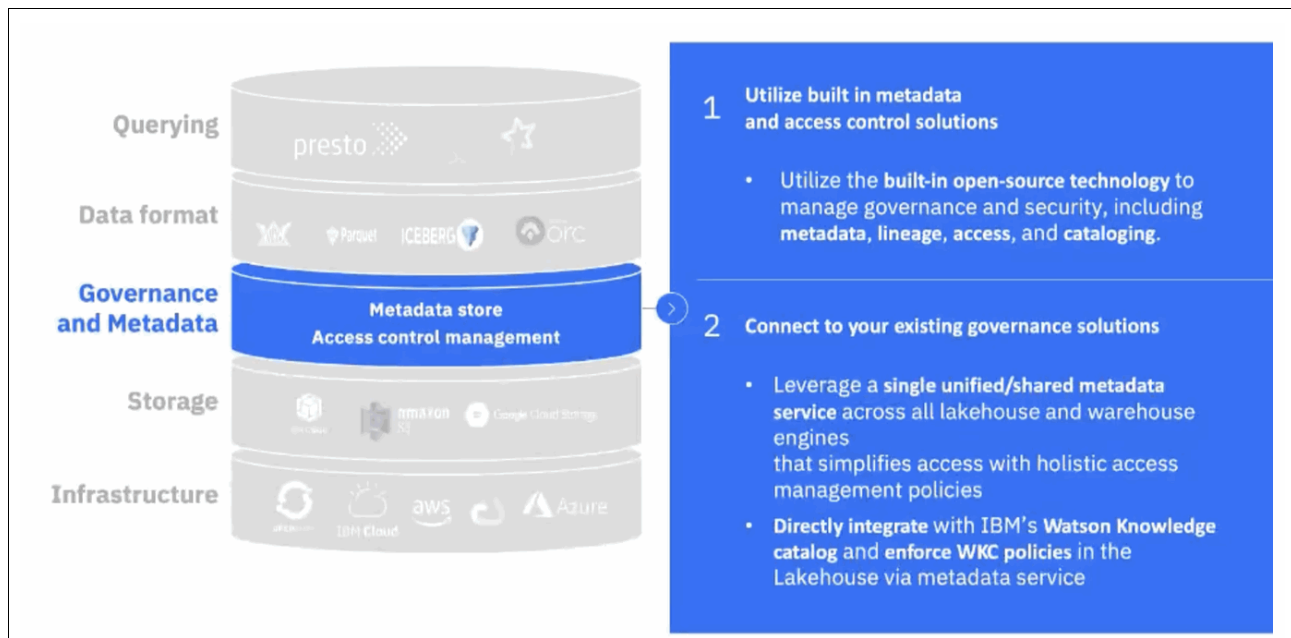 Querying
presto
Data format
Parquet
ICEBERG
orc
Governance
and Metadata
Metadata store
Access control management
Storage
amazon
S3
Google Cloud Storage
Infrastructure
IBM Cloud
aws
Azure
1
Utilize built in metadata
and access control solutions
• Utilize the built-in open-source technology to
manage governance and security, including
metadata, lineage, access, and cataloging.
2
Connect to your existing governance solutions
• Leverage a single unified/shared metadata
service across all lakehouse and warehouse
engines
that simplifies access with holistic access
management policies
• Directly integrate with IBM's Watson Knowledge
catalog and enforce WKC policies in the
Lakehouse via metadata service